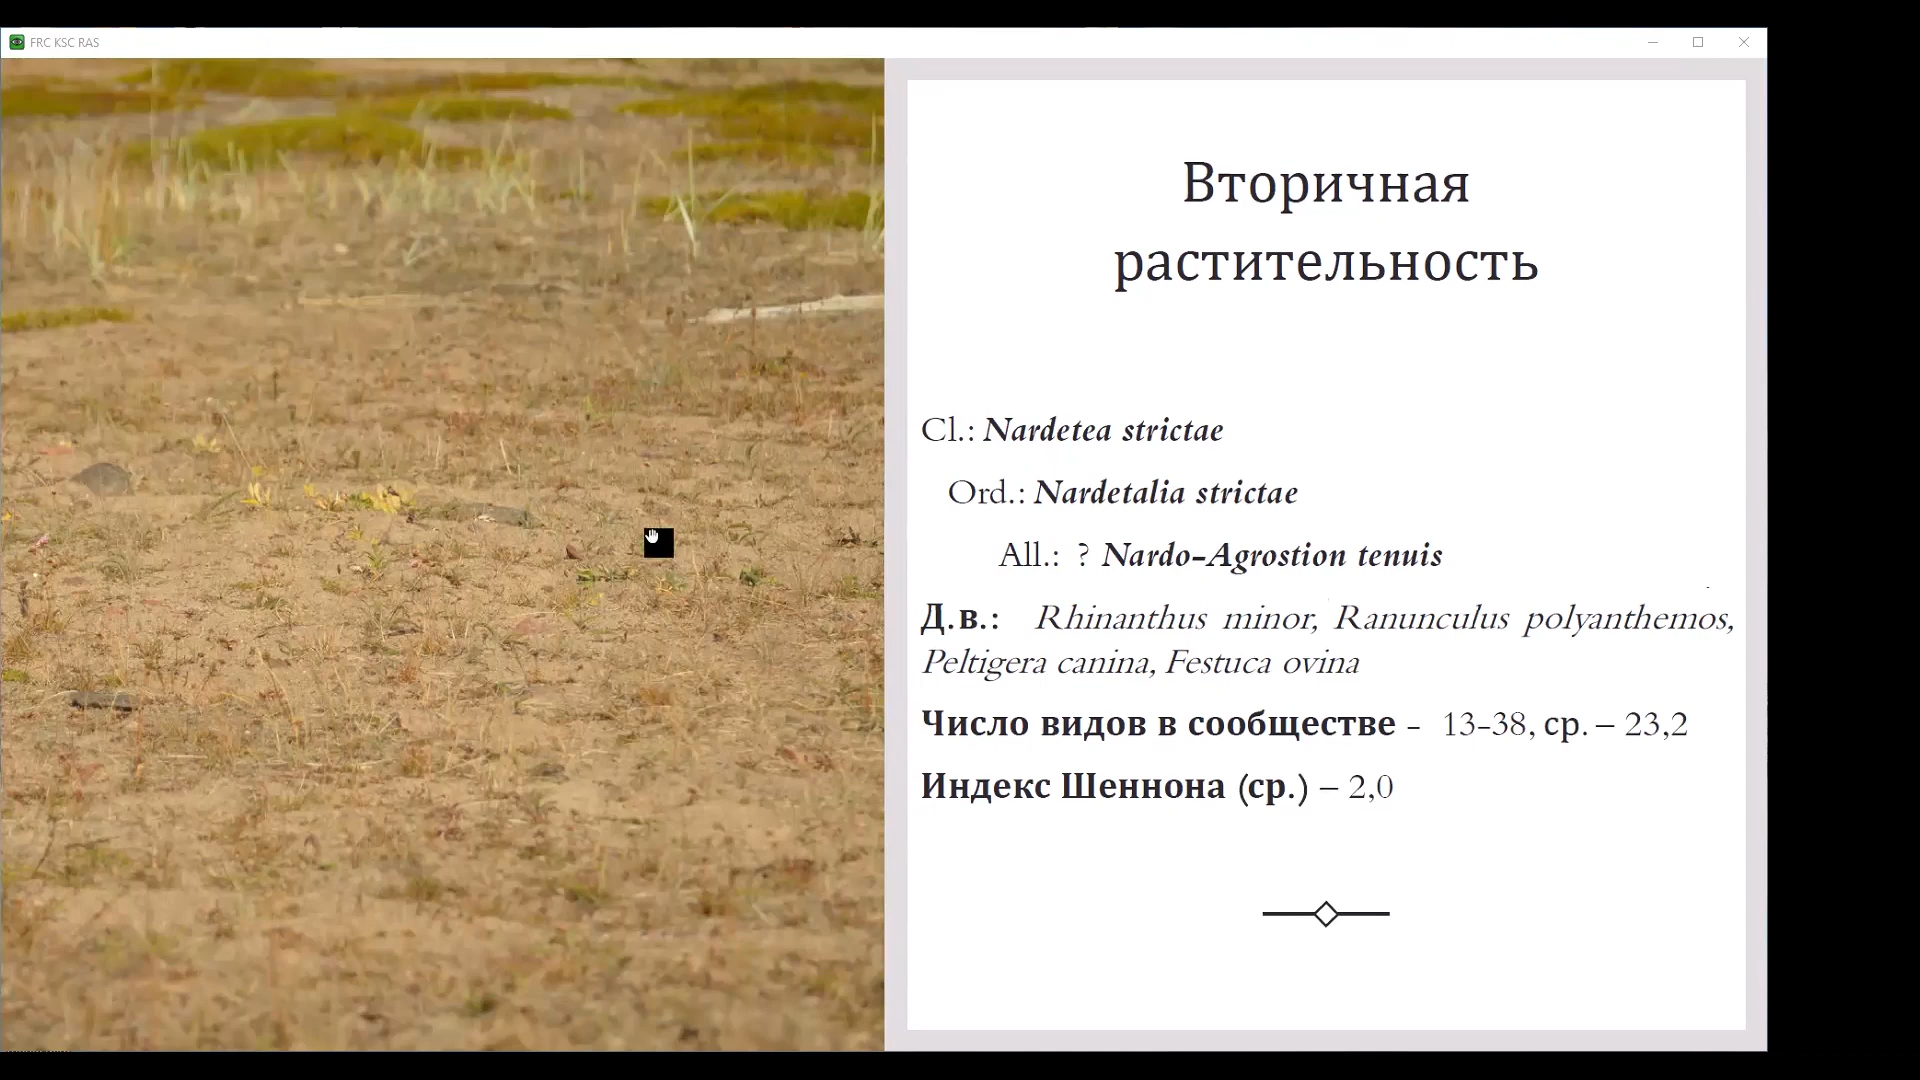 FRC KSC RAS
Вторичная
растительность
Cl.: Nardetea strictae
Ord.: Nardetalia strictae
All.: ? Nardo-Agrostion tenuis
Д.в.: Rhinanthus minor, Ranunculus polyanthemos,
Peltigera canina, Festuca ovina
Число видов в сообществе - 13-38, ср. – 23,2
Индекс Шеннона (ср.) – 2,0